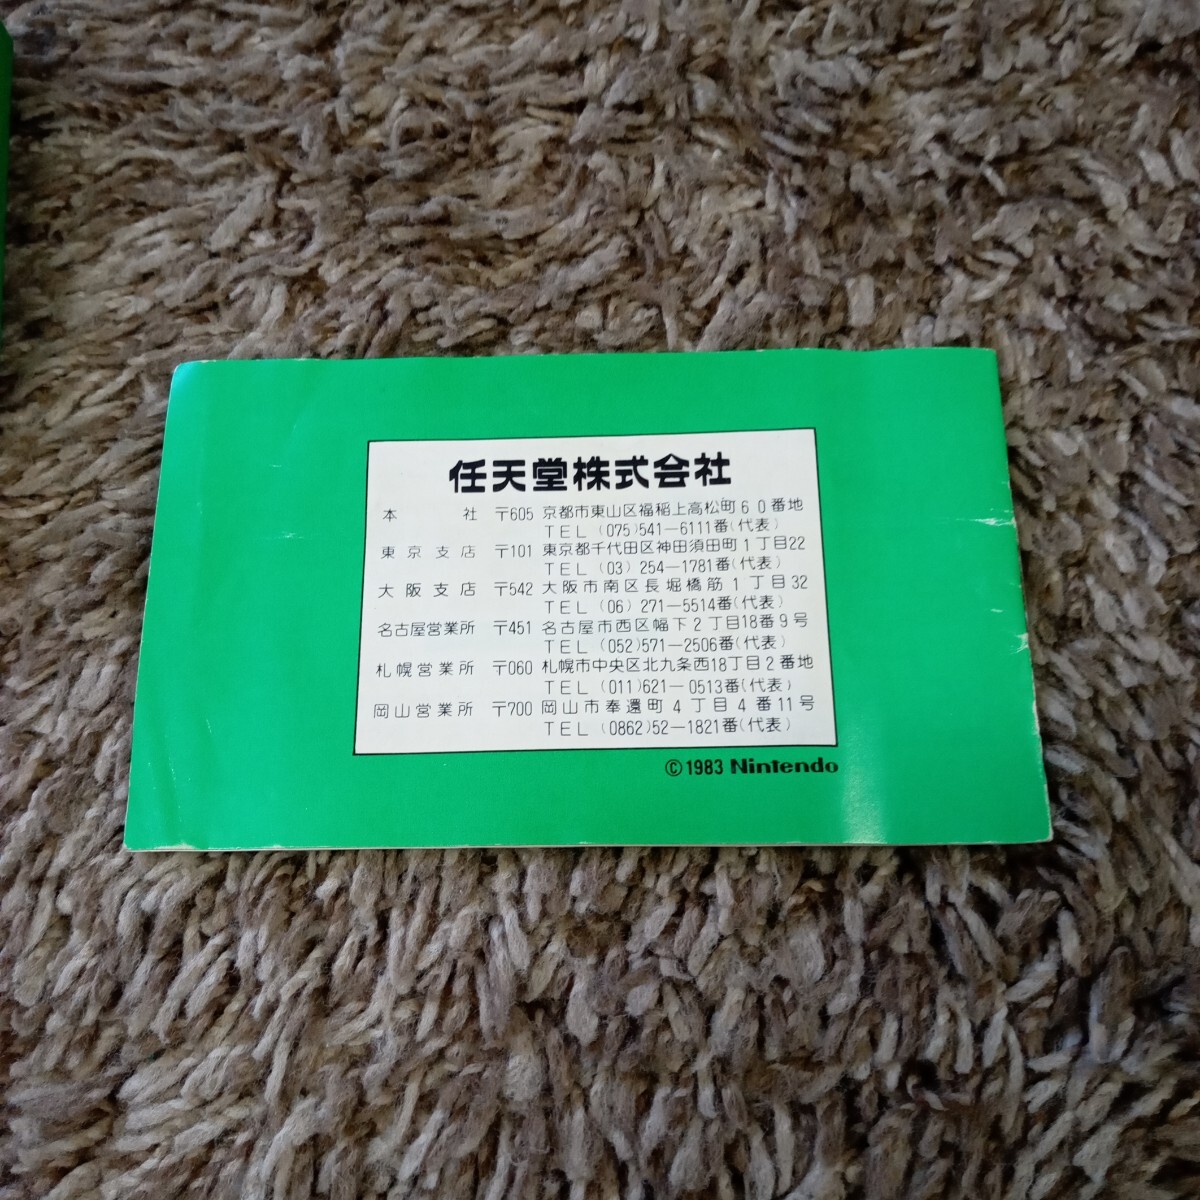 任天堂株式会社
本社 〒605 京都市東山区福稲上高松町60番地
TEL (075)541-6111番(代表)
東京支店 〒101 東京都千代田区神田須田町1丁目22
TEL (03) 254-1781番(代表)
大阪支店 〒542 大阪市南区長堀橋筋1丁目32
TEL (06) 271-5514番(代表)
名古屋営業所 〒451 名古屋市西区幅下2丁目18番9号
TEL (052)571-2506番(代表)
札幌営業所 〒060 札幌市中央区北九条西18丁目2番地
TEL (011)621-0513番(代表)
岡山営業所 〒700 岡山市奉還町4丁目4番11号
TEL (0862)52-1821番(代表)
© 1983 Nintendo